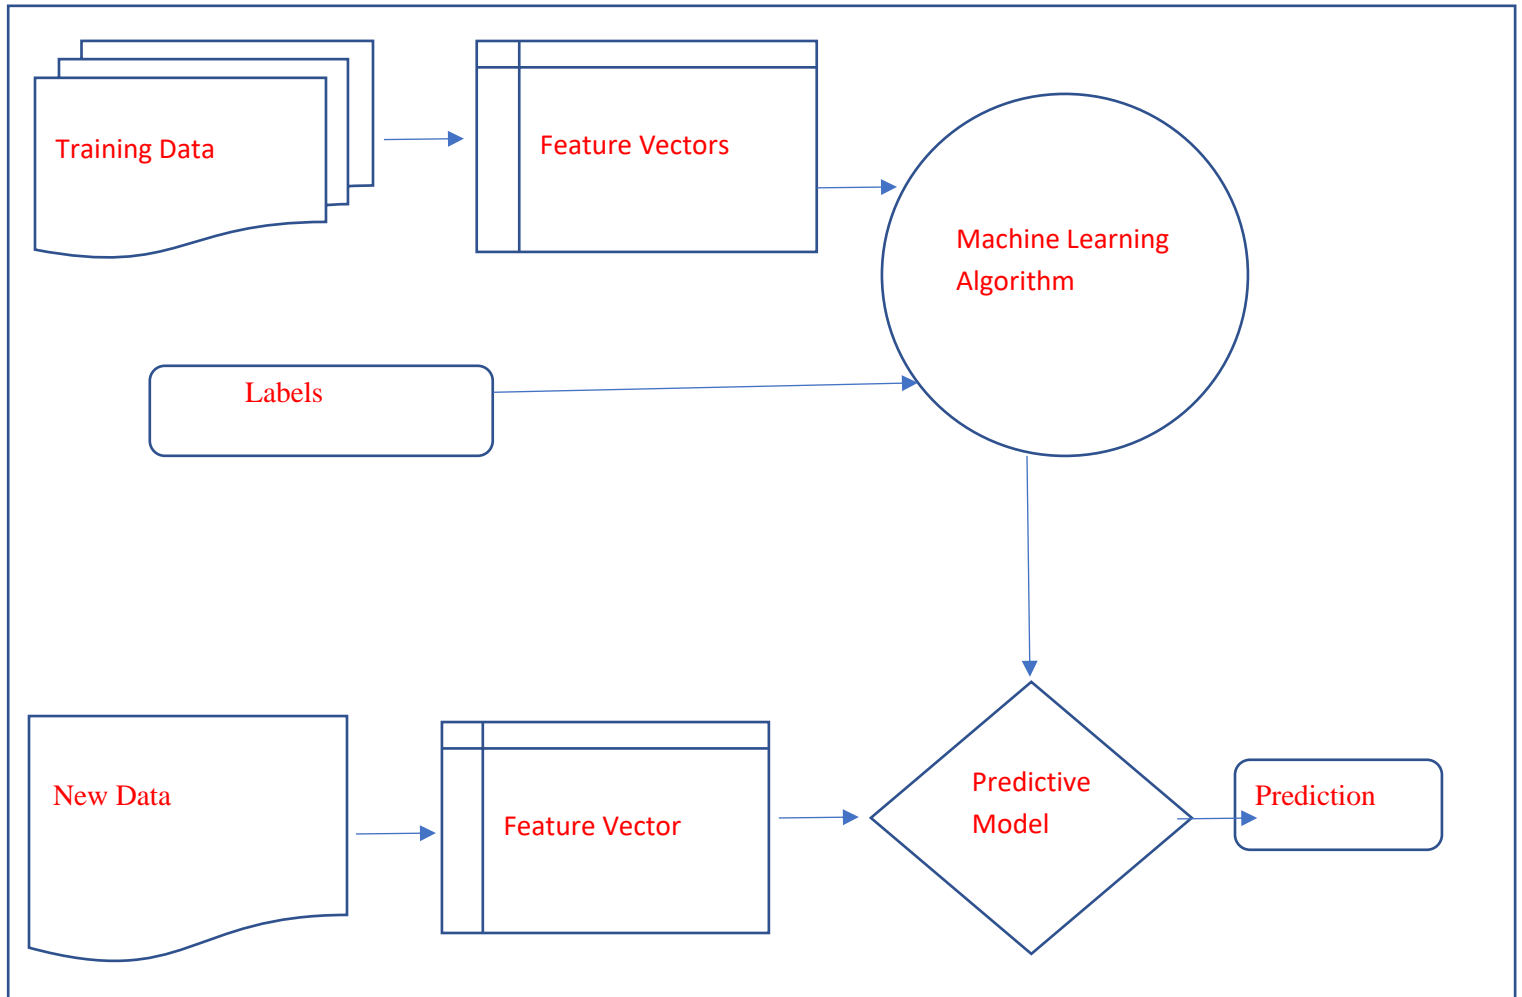 Training Data
Feature Vectors
Machine Learning
Algorithm
Labels
New Data
Feature Vector
Predictive
Model
Prediction